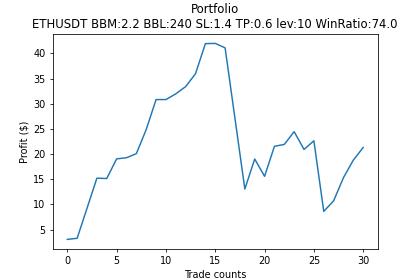 Portfolio
ETHUSDT BBM:2.2 BBL:240 SL:1.4 TP:0.6 lev:10 WinRatio:74.0
40
35
30
25
20
15
10
5
Profit ($)
0 5 10 15 20 25 30
Trade counts